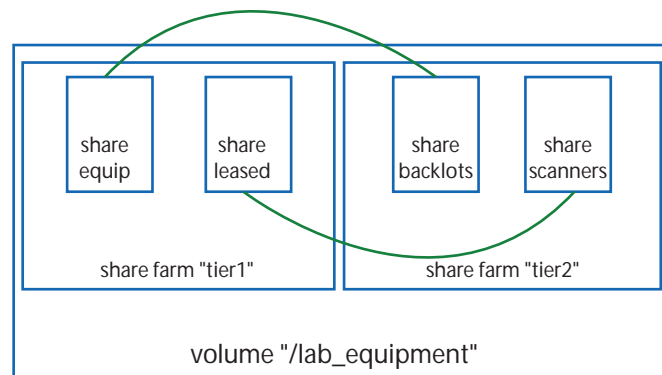 share
equip
share
leased
share
backlots
share
scanners
share farm "tier1"
share farm "tier2"
volume "/lab_equipment"